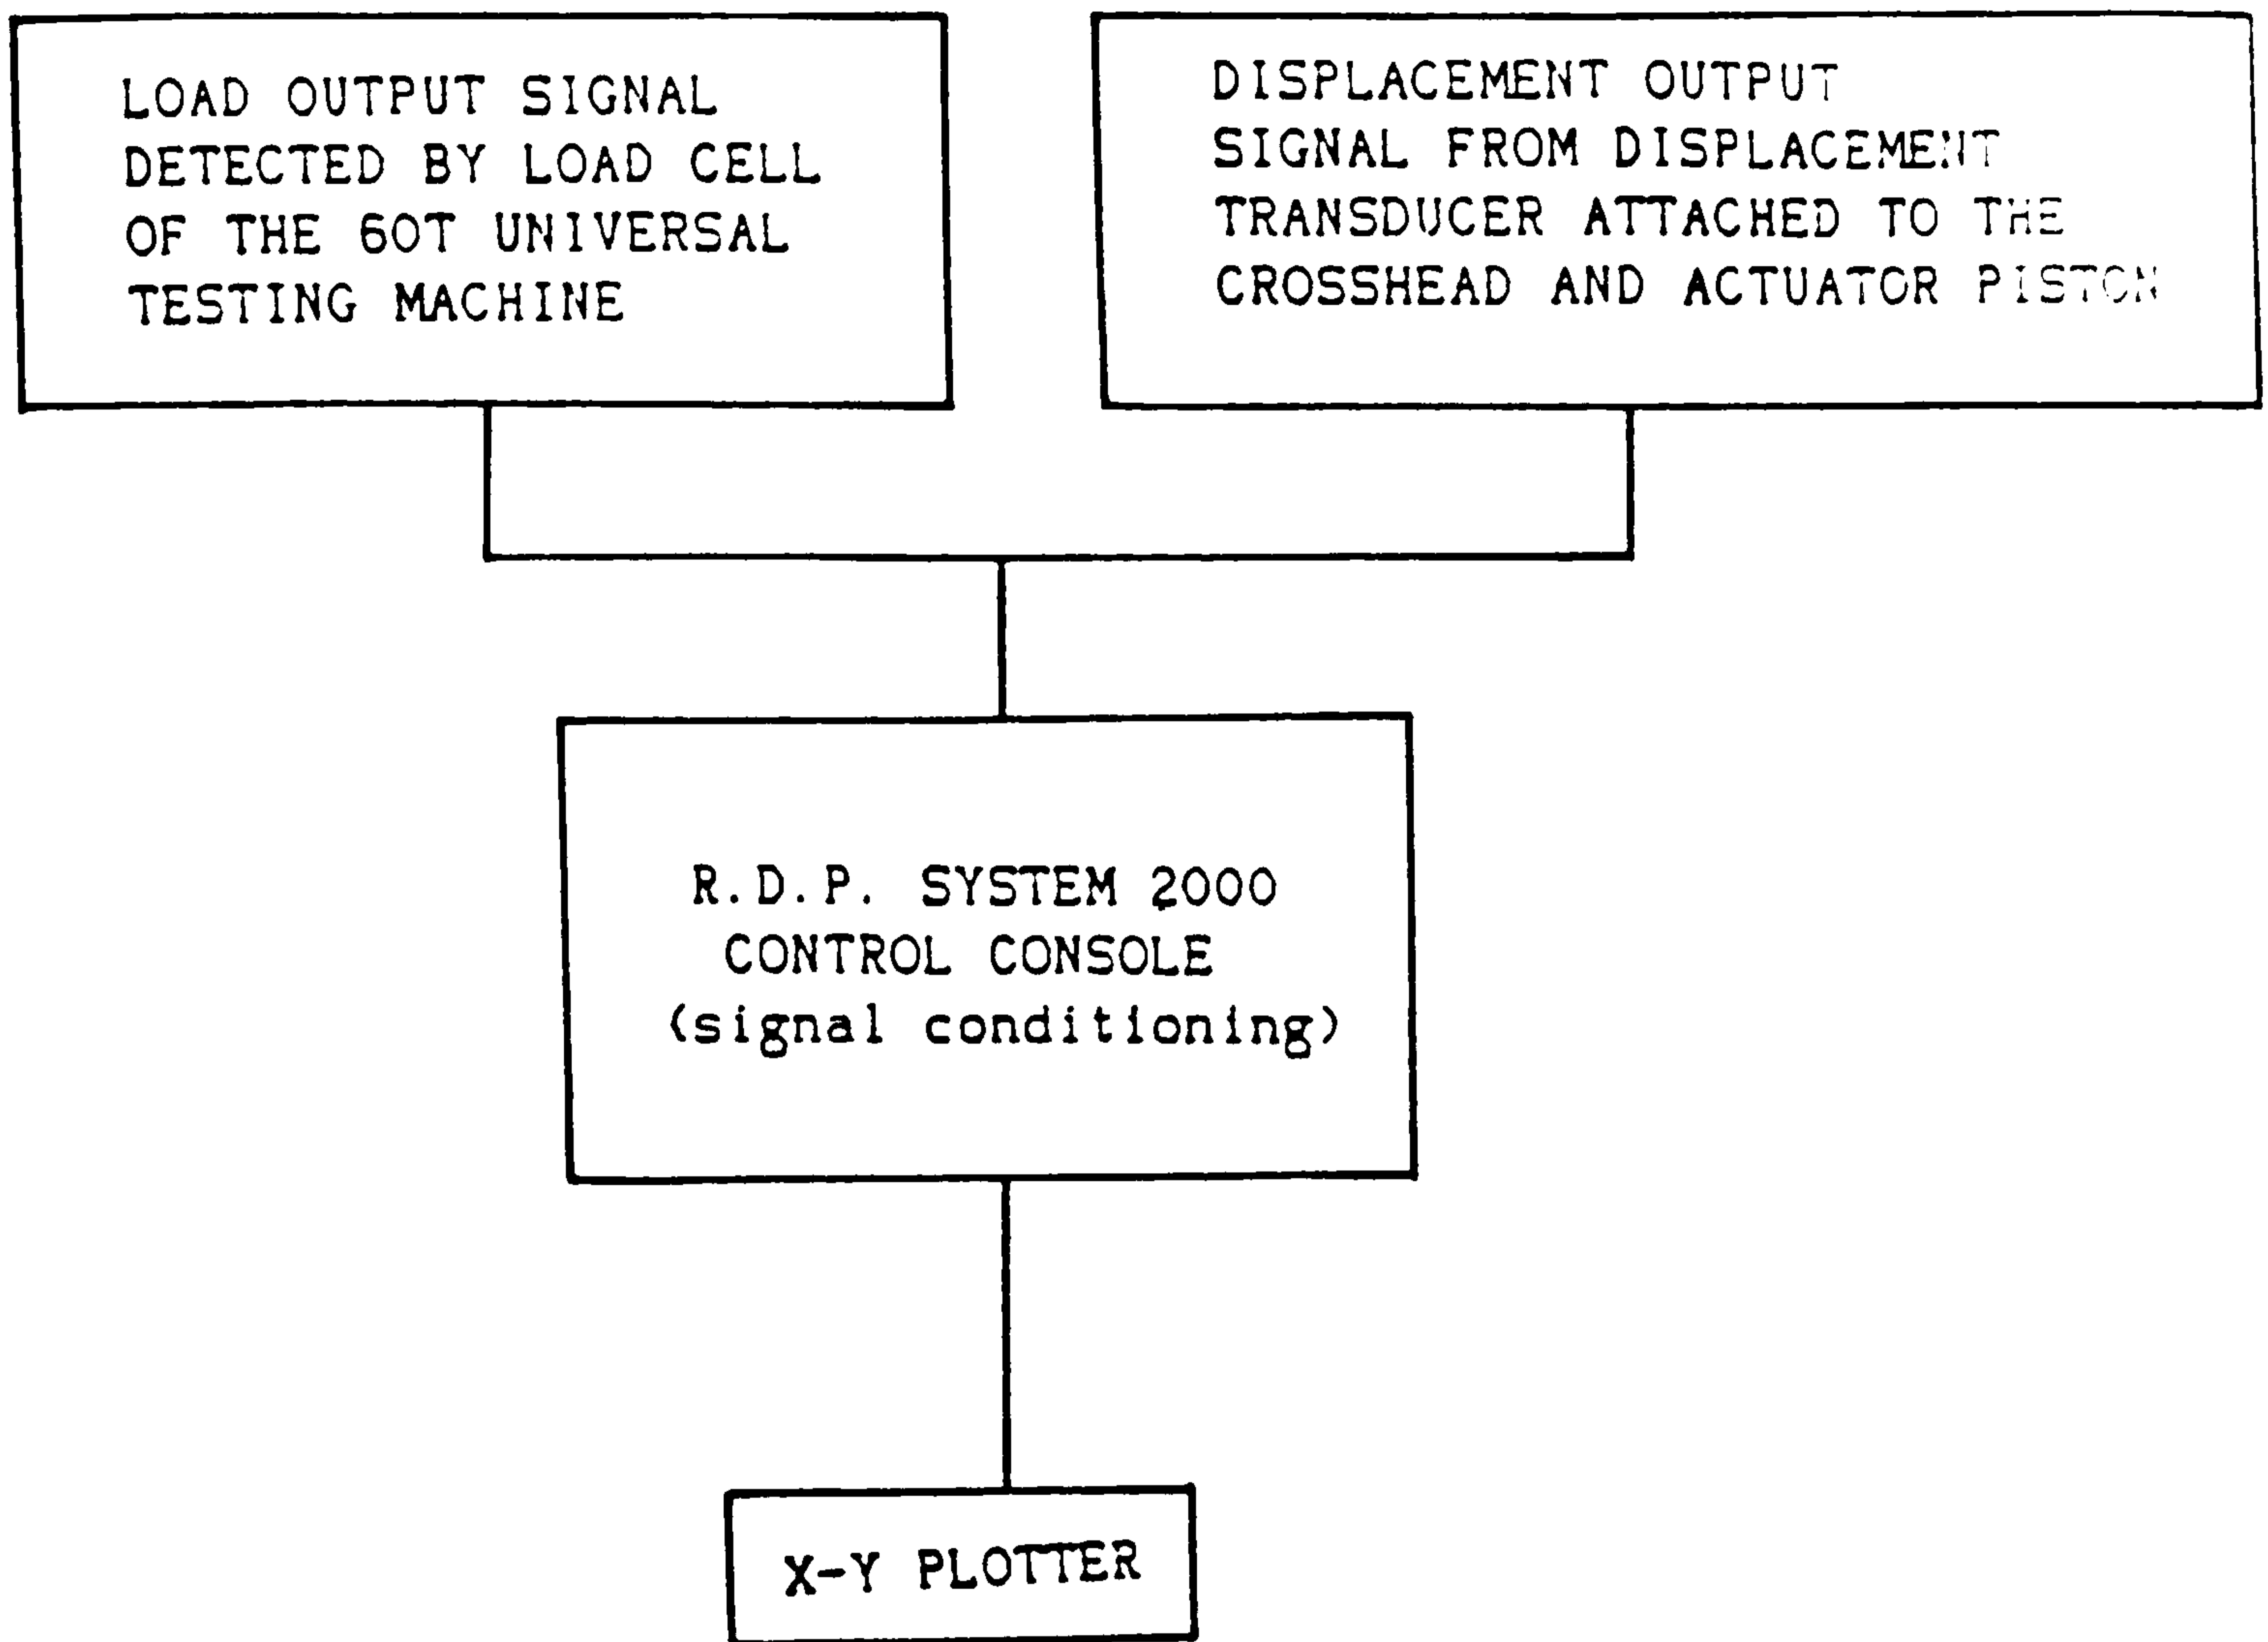 LOAD OUTPUT SIGNAL
DETECTED BY LOAD CELL
OF THE 60T UNIVERSAL
TESTING MACHINE
DISPLACEMENT OUTPUT
SIGNAL FROM DISPLACEMENT
TRANSDUCER ATTACHED TO THE
CROSSHEAD AND ACTUATOR PISTON
R.D.P. SYSTEM 2000
CONTROL CONSOLE
(signal conditioning)
X-Y PLOTTER